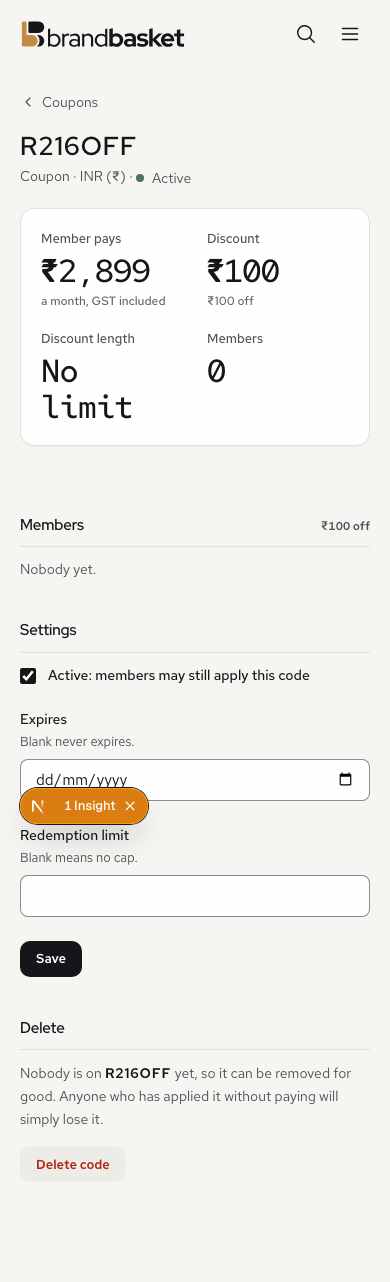 brandbasket
Coupons
R216OFF
Coupon · INR (₹) · Active
Member pays
₹2,899
a month, GST included
Discount
₹100
₹100 off
Discount length
No
limit
Members
0
Members
₹100 off
Nobody yet.
Settings
Active: members may still apply this code
Expires
Blank never expires.
dd/mm/yyyy
N 1 Insight
Redemption limit
Blank means no cap.
Save
Delete
Nobody is on R216OFF yet, so it can be removed for
good. Anyone who has applied it without paying will
simply lose it.
Delete code